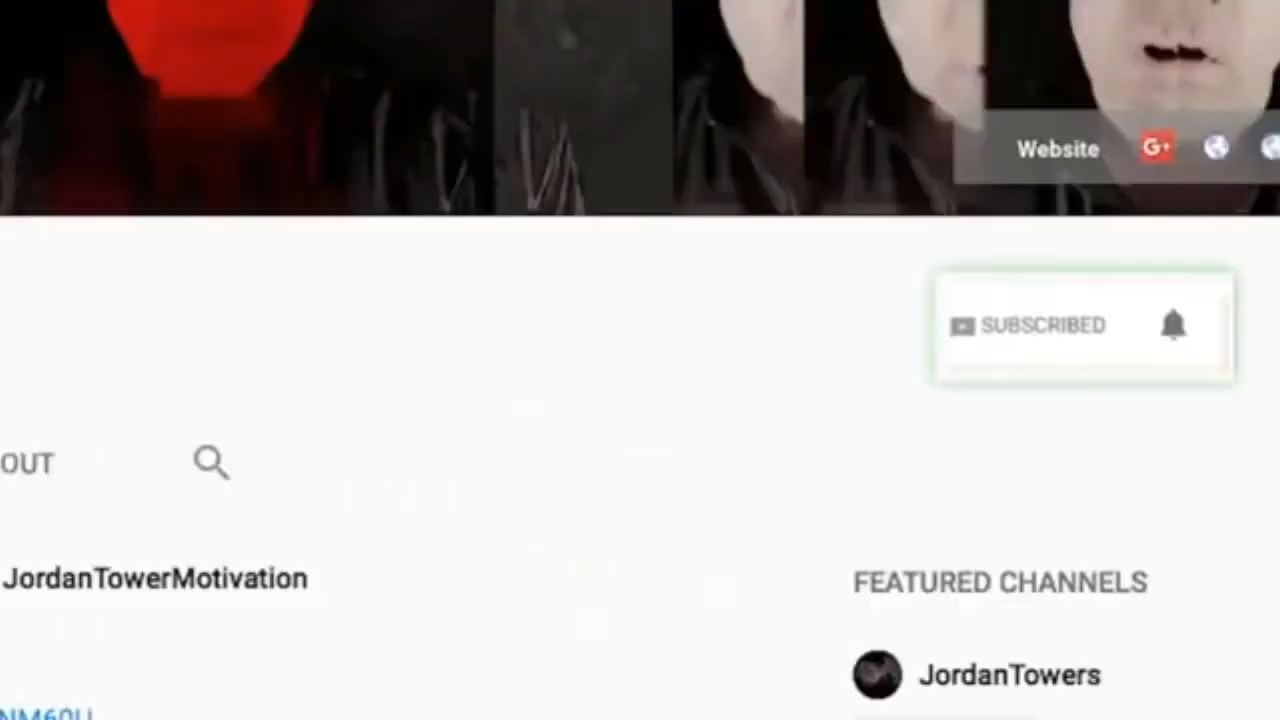 Website G+
SUBSCRIBED
OUT
JordanTowerMotivation
FEATURED CHANNELS
JordanTowers